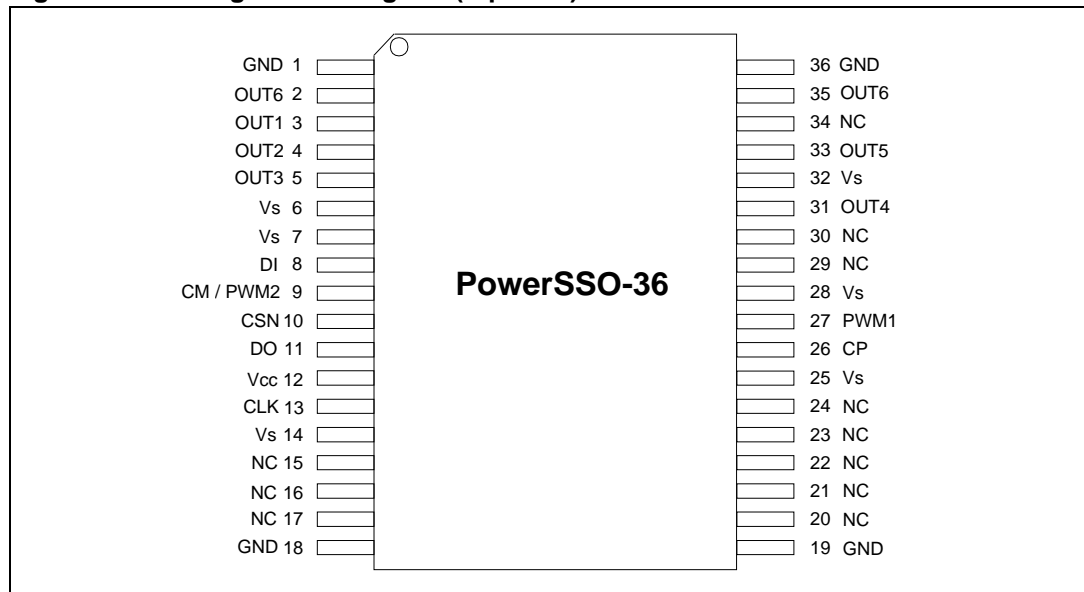 GND 1
OUT6 2
OUT1 3
OUT2 4
OUT3 5
Vs 6
Vs 7
DI 8
CM / PWM2 9
CSN 10
DO 11
Vcc 12
CLK 13
Vs 14
NC 15
NC 16
NC 17
GND 18
PowerSSO-36
36 GND
35 OUT6
34 NC
33 OUT5
32 Vs
31 OUT4
30 NC
29 NC
28 Vs
27 PWM1
26 CP
25 Vs
24 NC
23 NC
22 NC
21 NC
20 NC
19 GND